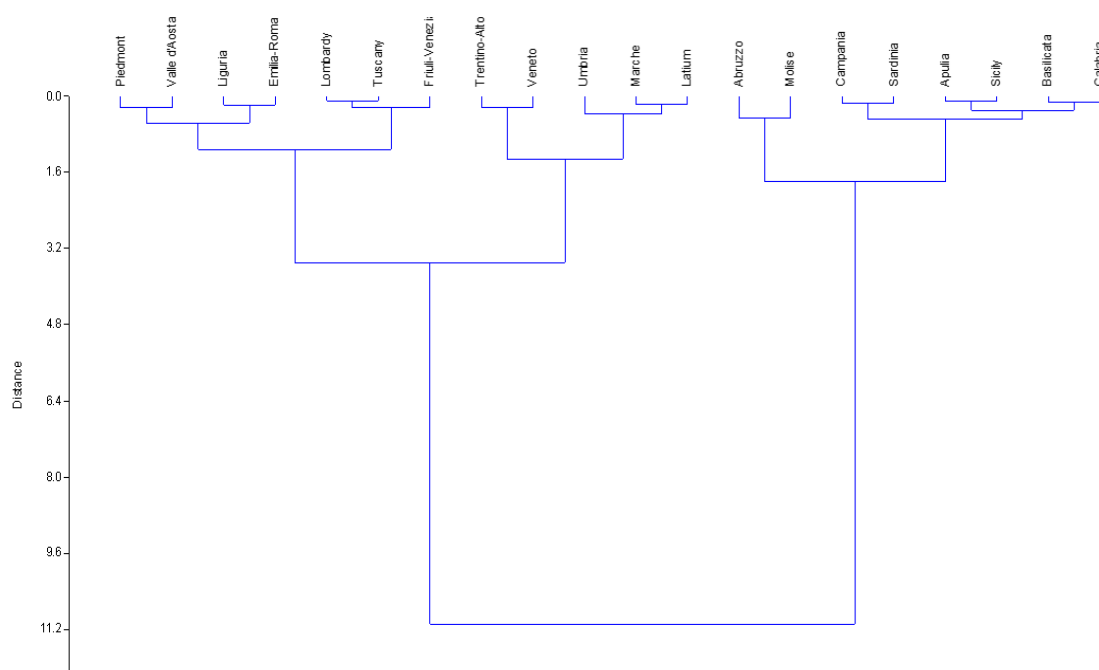 Piedmont
Valle d'Aosta
Liguria
Emilia-Roma
Lombardy
Tuscany
Friuli-Venezi
Trentino-Alto
Veneto
Umbria
Marche
Latium
Abruzzo
Molise
Campania
Sardinia
Apulia
Sicily
Basilicata
Calabria
0.0
1.6
3.2
4.8
6.4
8.0
9.6
11.2
Distance